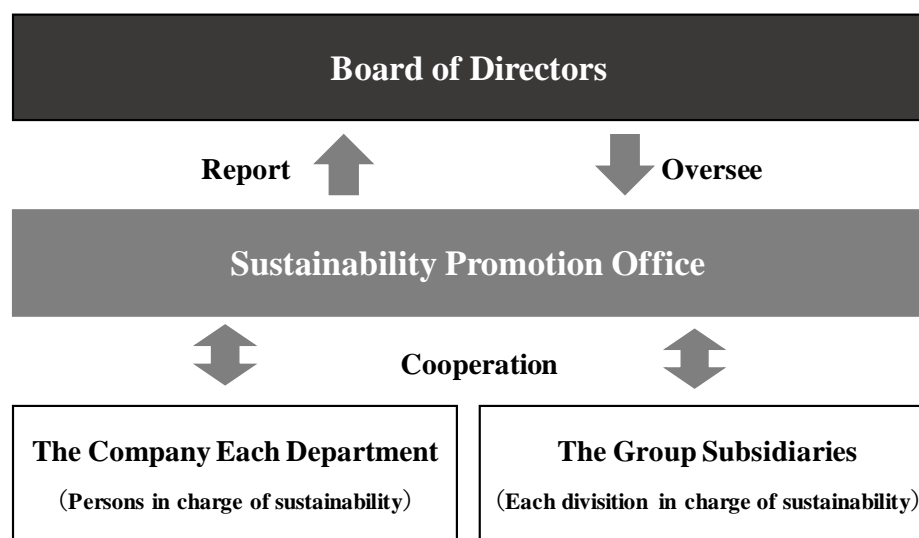 Board of Directors
Report
Oversee
Sustainability Promotion Office
Cooperation
The Company Each Department
（Persons in charge of sustainability）
The Group Subsidiaries
（Each divisition in charge of sustainability）